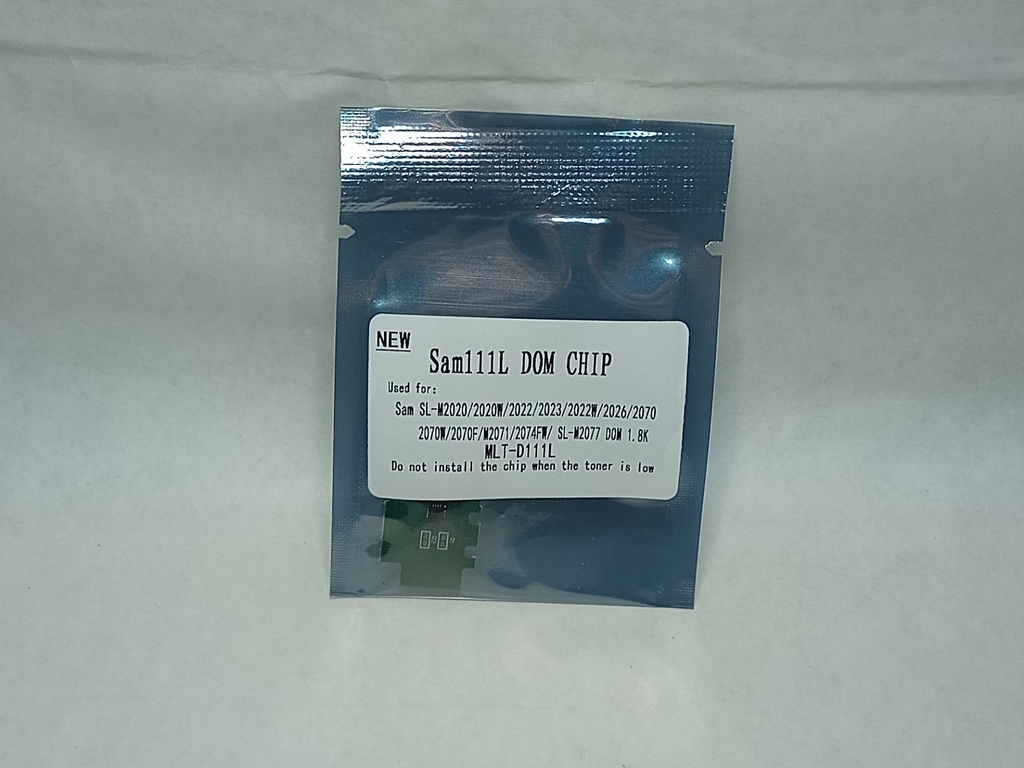 NEW
Sam111L DOM CHIP
Used for:
Sam SL-M2020/2020W/2022/2023/2022W/2026/2070
2070W/2070F/M2071/2074FW/ SL-M2077 DOM 1.8K
MLT-D111L
Do not install the chip when the toner is low